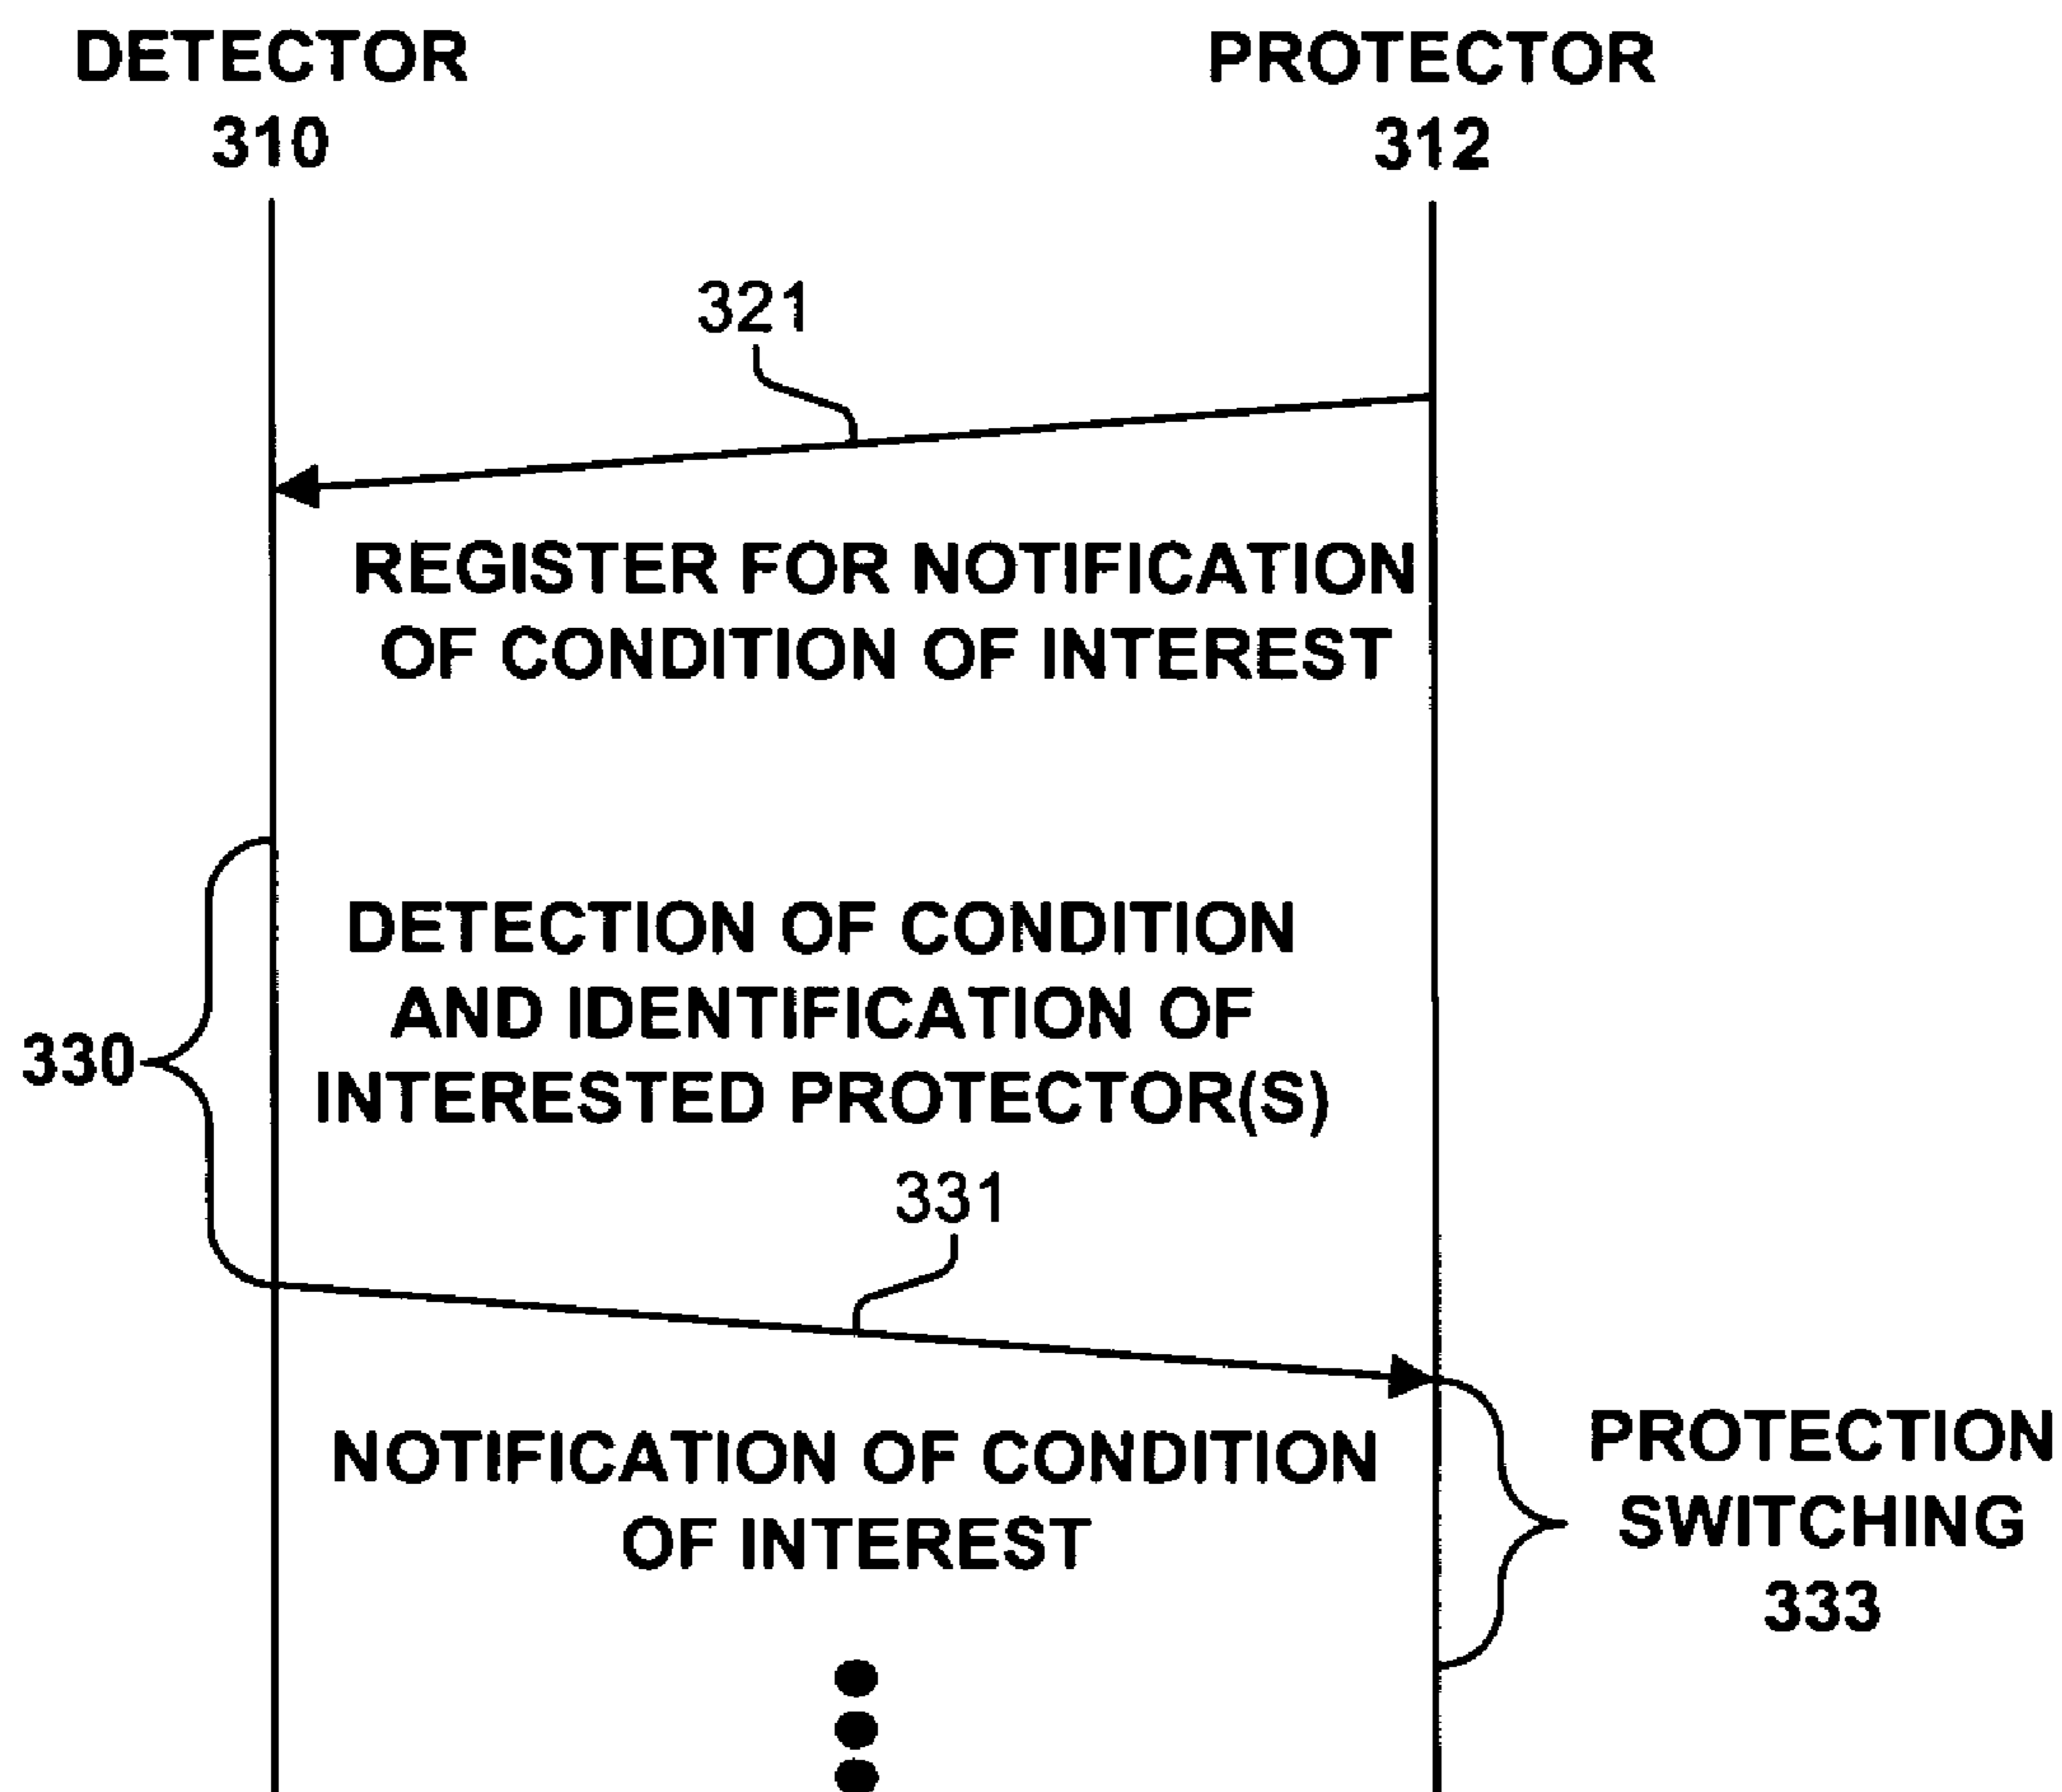 DETECTOR
310
PROTECTOR
312
321
REGISTER FOR NOTIFICATION
OF CONDITION OF INTEREST
DETECTION OF CONDITION
AND IDENTIFICATION OF
INTERESTED PROTECTOR(S)
330
331
NOTIFICATION OF CONDITION
OF INTEREST
PROTECTION
SWITCHING
333